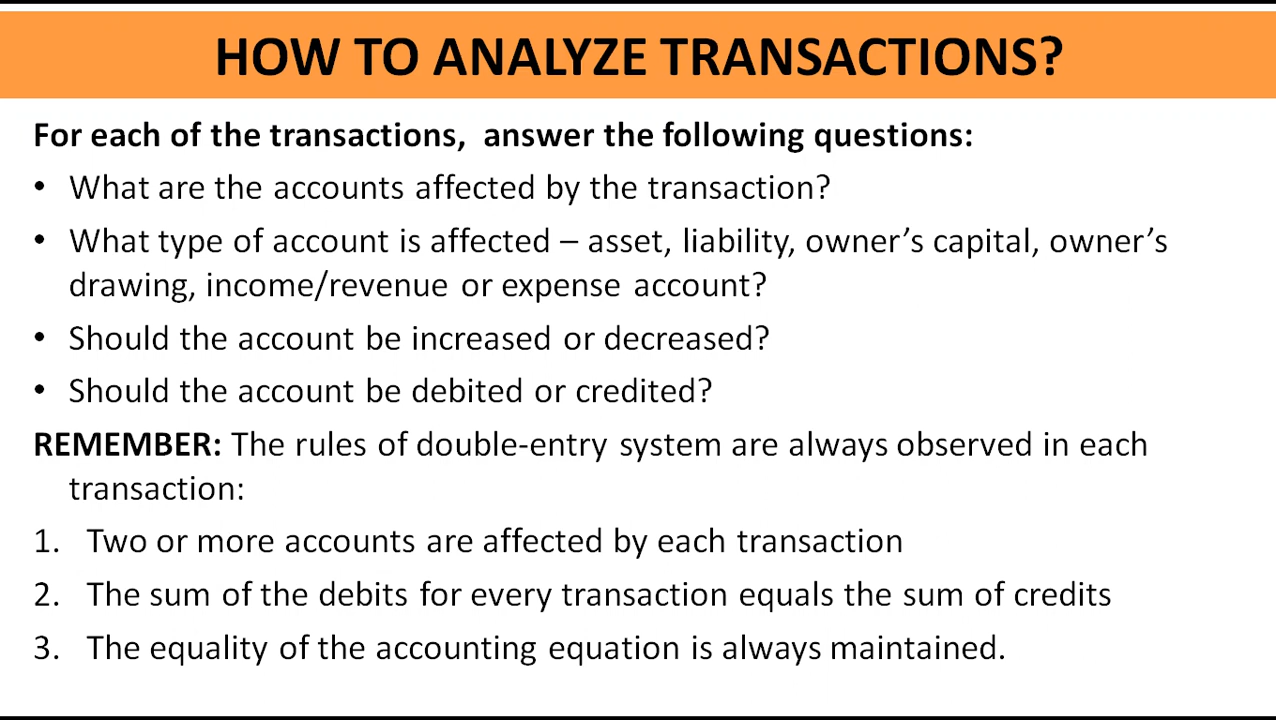 HOW TO ANALYZE TRANSACTIONS?
For each of the transactions, answer the following questions:
• What are the accounts affected by the transaction?
• What type of account is affected – asset, liability, owner’s capital, owner’s
drawing, income/revenue or expense account?
• Should the account be increased or decreased?
• Should the account be debited or credited?
REMEMBER: The rules of double-entry system are always observed in each
transaction:
1. Two or more accounts are affected by each transaction
2. The sum of the debits for every transaction equals the sum of credits
3. The equality of the accounting equation is always maintained.